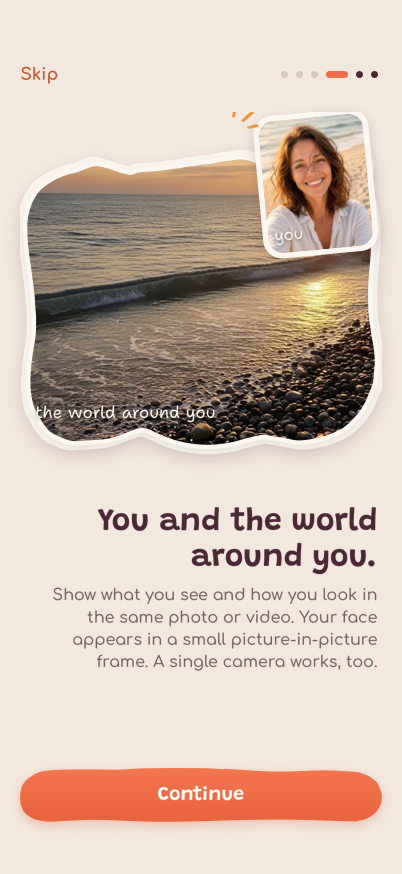 Skip
you
the world around you
You and the world
around you.
Show what you see and how you look in
the same photo or video. Your face
appears in a small picture-in-picture
frame. A single camera works, too.
Continue